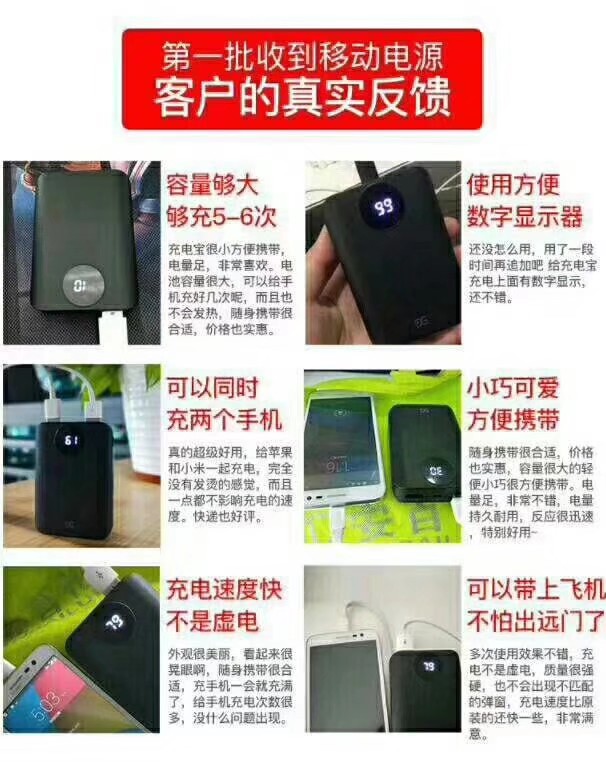 第一批收到移动电源
客户的真实反馈
容量够大
够充5-6次
充电宝很小方便携带,
电量足，非常喜欢。电
池容量很大，可以给手
机充好几次呢，而且也
不会发热，随身携带很
合适，价格也实惠。
使用方便
数字显示器
还没怎么用，用了一段
时间再追加吧 给充电宝
充电上面有数字显示，
还不错。
可以同时
充两个手机
真的超级好用，给苹果
和小米一起充电，完全
没有发烫的感觉，而且
一点都不影响充电的速
度。快递也好评。
小巧可爱
方便携带
随身携带很合适，价格
也实惠，容量很大的轻
便小巧很方便携带。电
量足，非常不错，电量
持久耐用，反应很迅速
，特别好用~
充电速度快
不是虚电
外观很美丽，看起来很
晃眼啊，随身携带很合
适，充手机一会就充满
了，给手机充电次数很
多，没什么问题出现。
5:03
79
可以带上飞机
不怕出远门了
多次使用效果不错，充
电不是虚电，质量很强
硬，也不会出现不匹配
的弹窗，充电速度比原
装的还快一些，非常满
意。
79